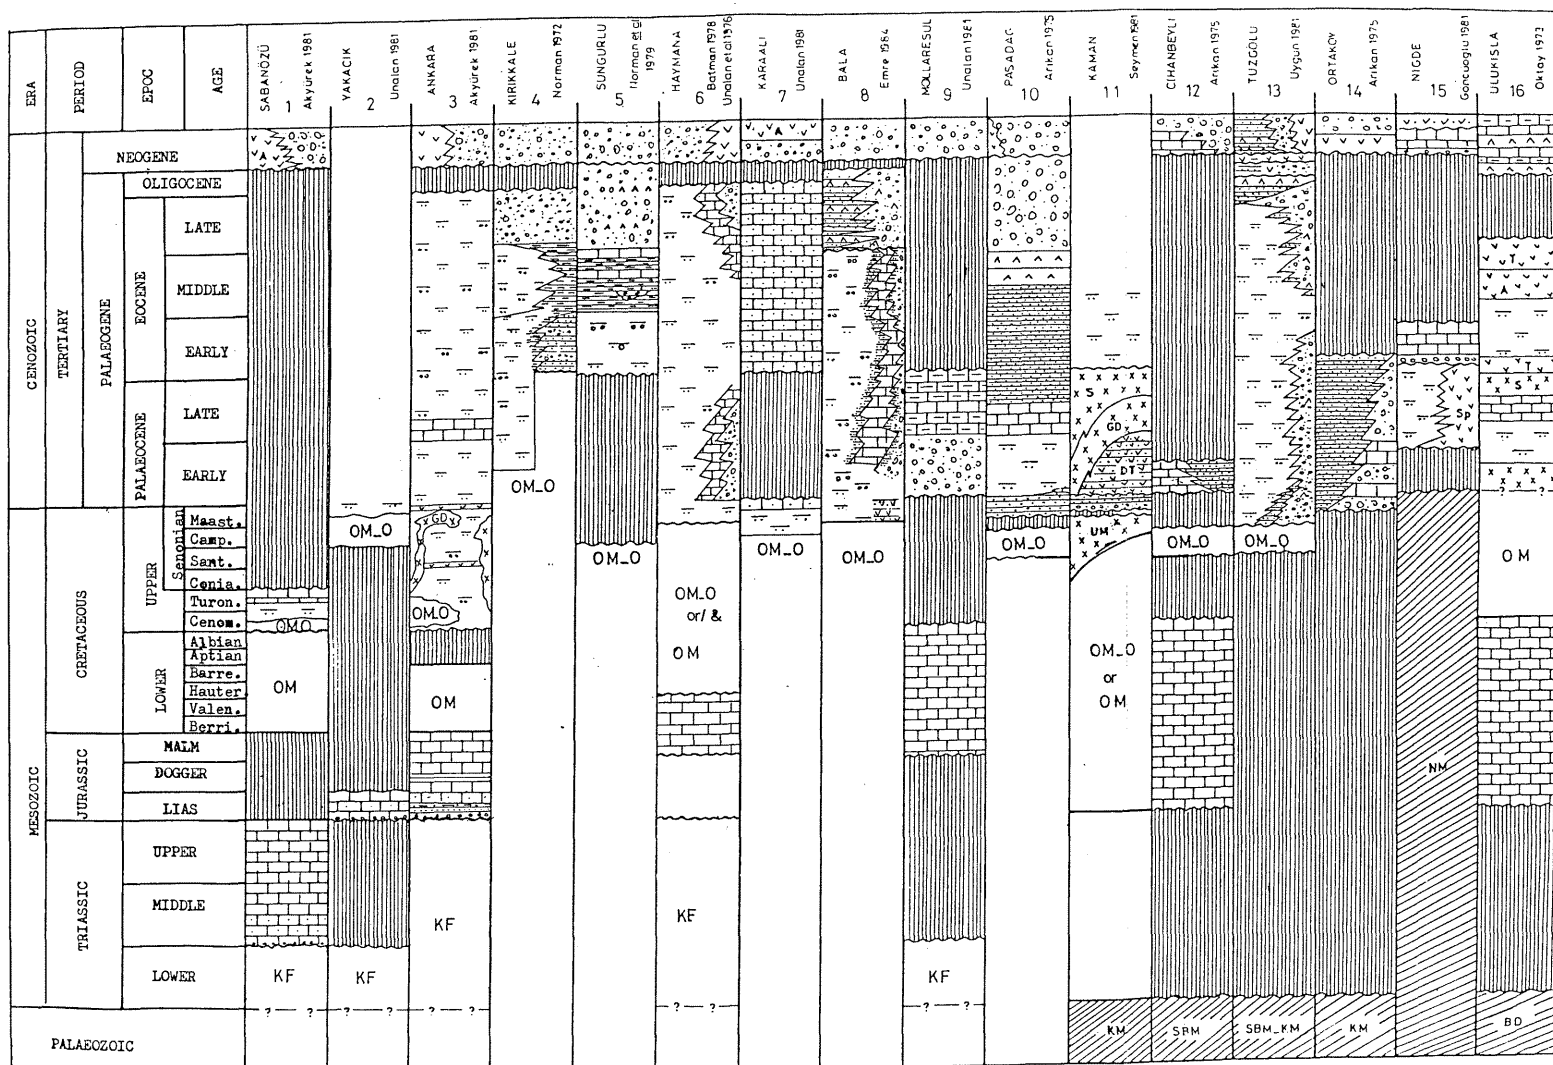 ERA
PERIOD
EPOC
AGE
SABANÖZÜ
1
Akyürek 1981
YAKACIK
2
Unalan 1981
ANKARA
3
Akyürek 1981
KIRIKKALE
4
Norman 1972
SUNGURLU
5
Norman et al
1979
HAYMANA
6
Batman 1978
Unalan et al 1976
KARAALİ
7
Unalan 1981
BALA
8
Emre 1984
MOLLARESUL
9
Unalan 1981
PASADAG
10
Arıkan 1975
KAMAN
11
Seymen 1981
CIHANBEYLI
12
Arıkan 1975
TUZGÖLU
13
Uygun 1981
ORTAKOY
14
Arıkan 1975
NIGDE
15
Goncuoglu 1981
ULUKISLA
16
Oktay 1973
CENOZOIC
TERTIARY
NEOGENE
PALAEOGENE
OLIGOCENE
EOCENE
LATE
MIDDLE
EARLY
PALAEOCENE
LATE
EARLY
MESOZOIC
CRETACEOUS
UPPER
Senonian
Maast.
Camp.
Sant.
Conia.
Turon.
Cenom.
LOWER
Albian
Aptian
Barre.
Hauter
Valen.
Berri.
JURASSIC
MALM
DOGGER
LIAS
TRIASSIC
UPPER
MIDDLE
LOWER
PALAEOZOIC
A
OM_O
OM
KF
? ?
OM_O
KF
? ?
GD
OM_O
OM
KF
? ?
OM_O
OM_O
OM_O
or/ &
OM
KF
? ?
A
OM_O
OM_O
KF
? ?
OM_O
S
GD
DT
UM
OM_O
or
OM
KM
OM_O
SBM
OM_O
SBM_KM
KM
Sp
NM
T
A
T
S
? ?
OM
BD